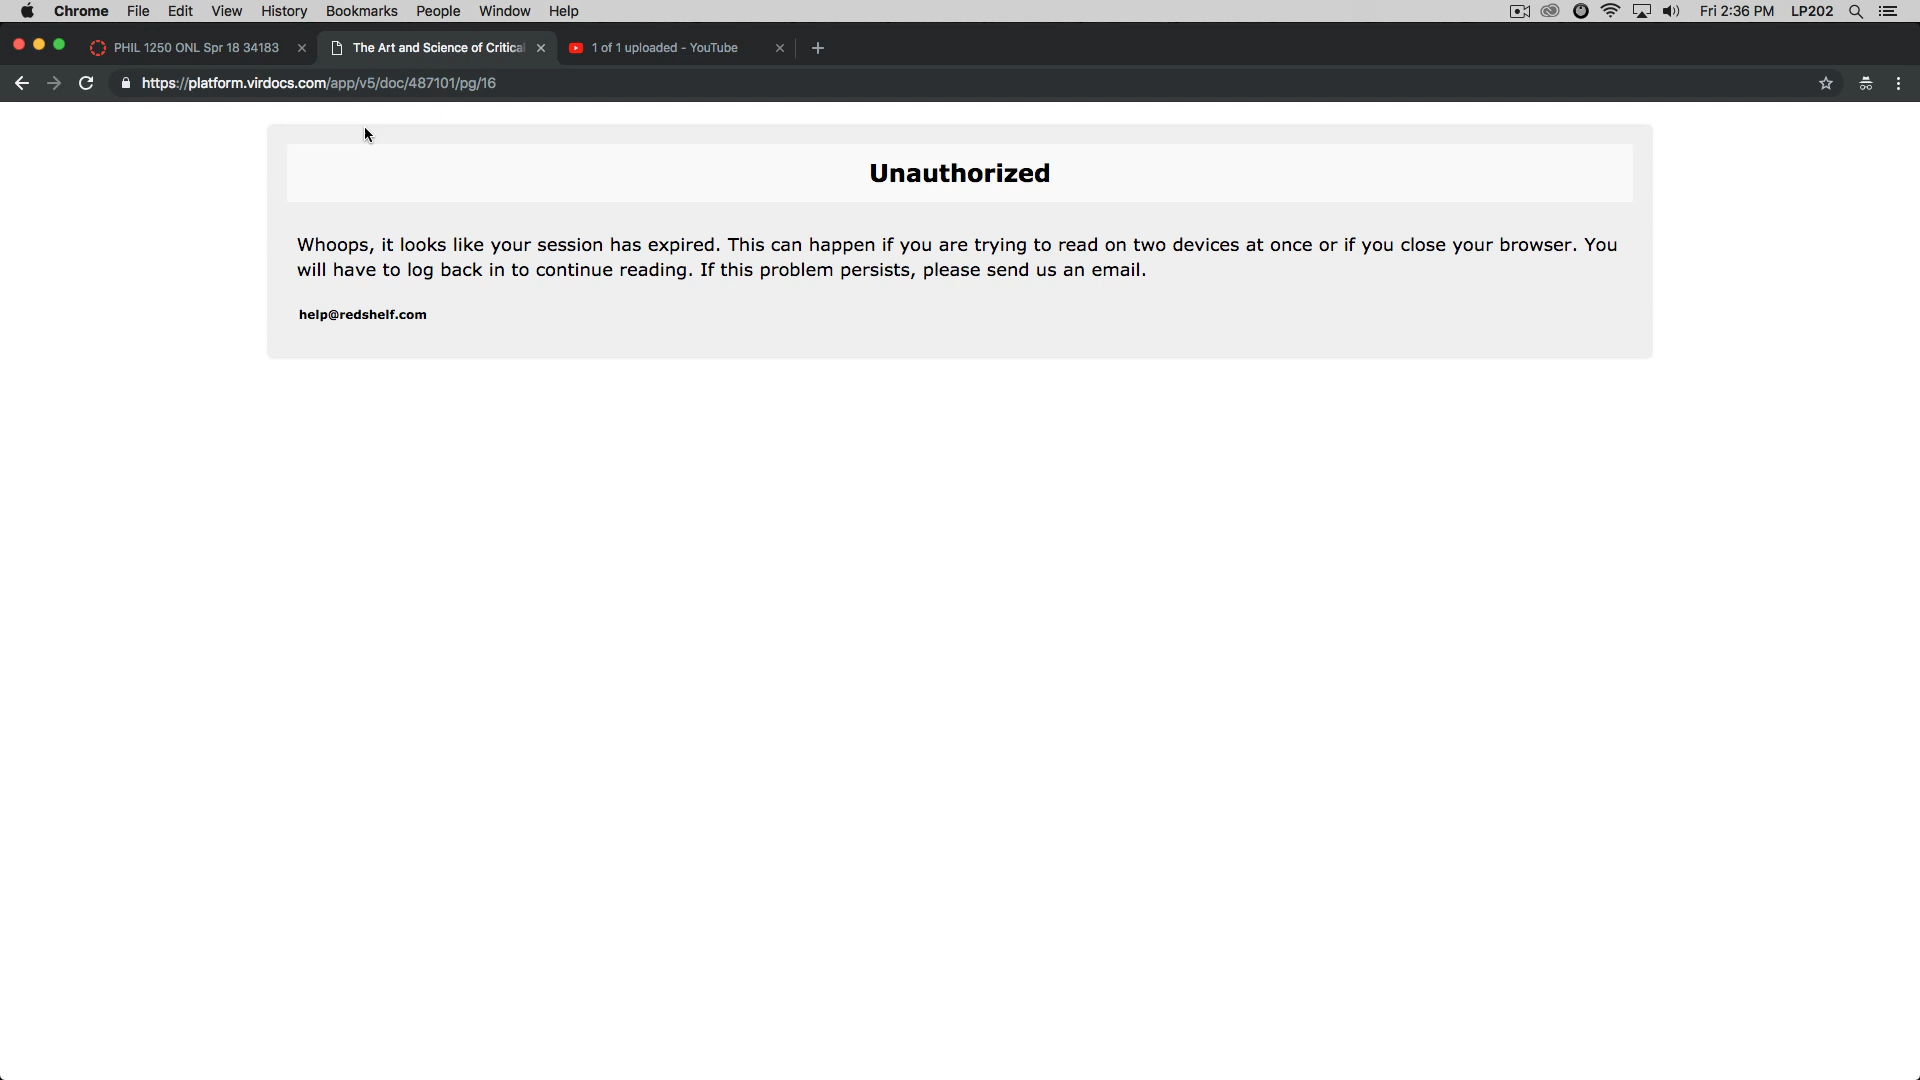 Chrome File Edit View History Bookmarks People Window Help Fri 2:36 PM LP202
PHIL 1250 ONL Spr 18 34183 The Art and Science of Critical 1 of 1 uploaded - YouTube
https://platform.virdocs.com/app/v5/doc/487101/pg/16
Unauthorized
Whoops, it looks like your session has expired. This can happen if you are trying to read on two devices at once or if you close your browser. You
will have to log back in to continue reading. If this problem persists, please send us an email.
help@redshelf.com